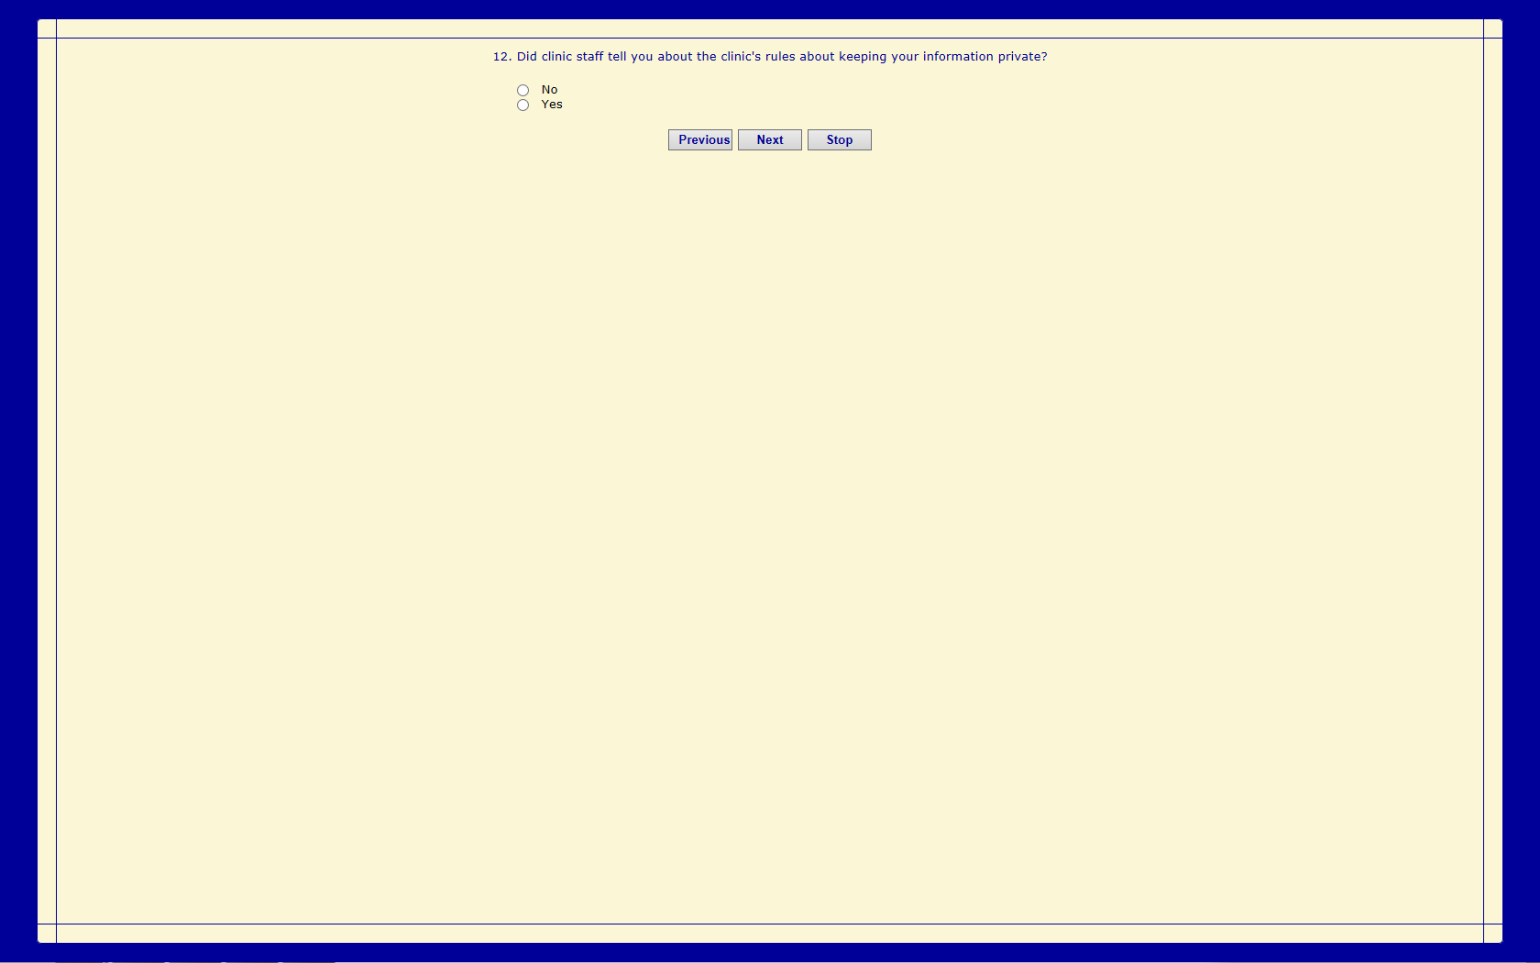 12. Did clinic staff tell you about the clinic's rules about keeping your information private?
No
Yes
Previous Next Stop